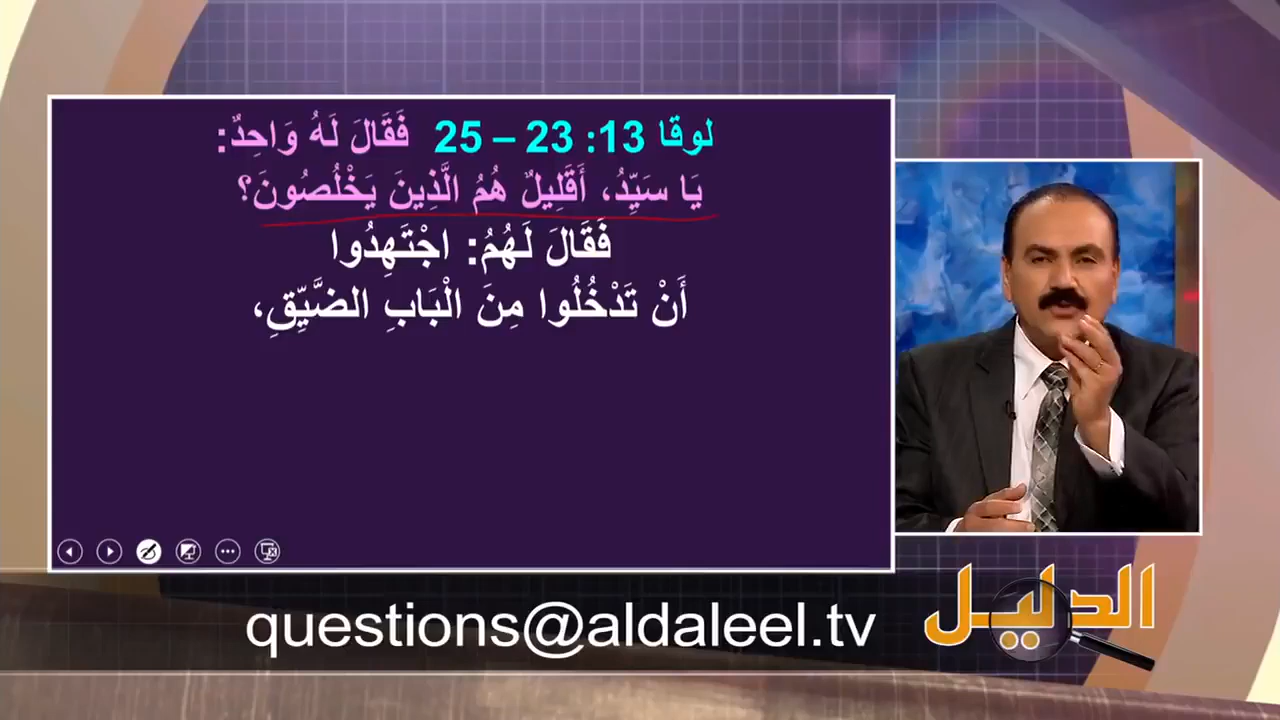 لوقا 13: 23 – 25 فَقَالَ لَهُ وَاحِدٌ:
يَا سَيِّدُ، أَقَلِيلٌ هُمُ الَّذِينَ يَخْلُصُونَ؟
فَقَالَ لَهُمُ: اجْتَهِدُوا
أَنْ تَدْخُلُوا مِنَ الْبَابِ الضَّيِّقِ،
questions@aldaleel.tv
الدليل